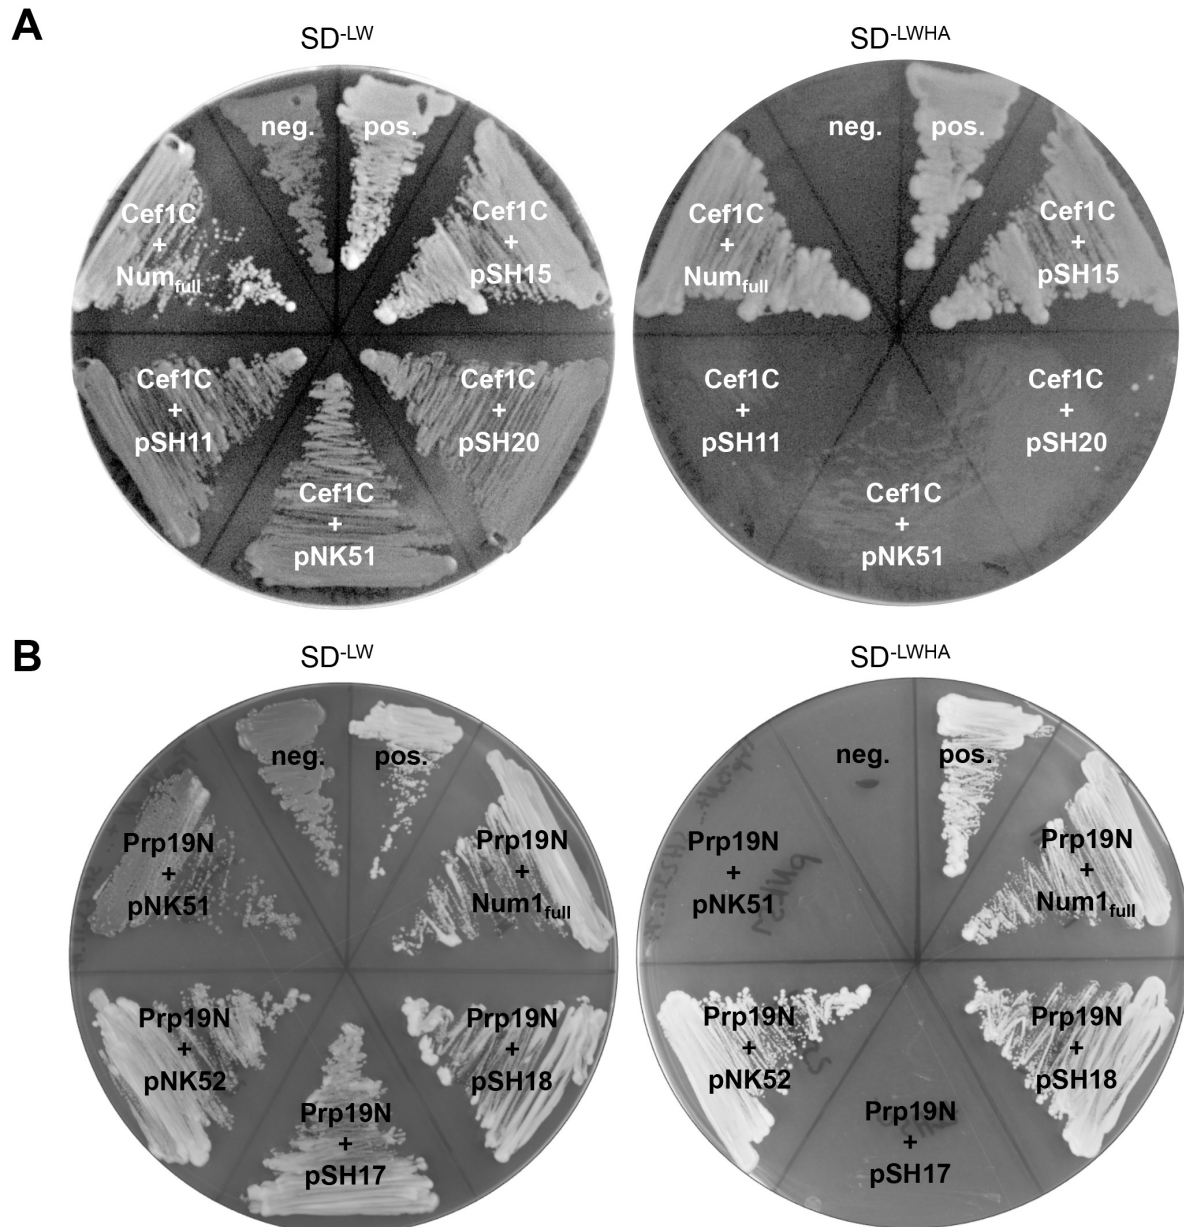 A
SD-LW
SD-LWHA
neg.
pos.
Cef1C
+
Numfull
Cef1C
+
pSH15
Cef1C
+
pSH11
Cef1C
+
pSH20
Cef1C
+
pNK51
neg.
pos.
Cef1C
+
Numfull
Cef1C
+
pSH15
Cef1C
+
pSH11
Cef1C
+
pSH20
Cef1C
+
pNK51
B
SD-LW
SD-LWHA
neg.
pos.
Prp19N
+
pNK51
Prp19N
+
Num1full
Prp19N
+
pNK52
Prp19N
+
pSH18
Prp19N
+
pSH17
neg.
pos.
Prp19N
+
pNK51
Prp19N
+
Num1full
Prp19N
+
pNK52
Prp19N
+
pSH18
Prp19N
+
pSH17